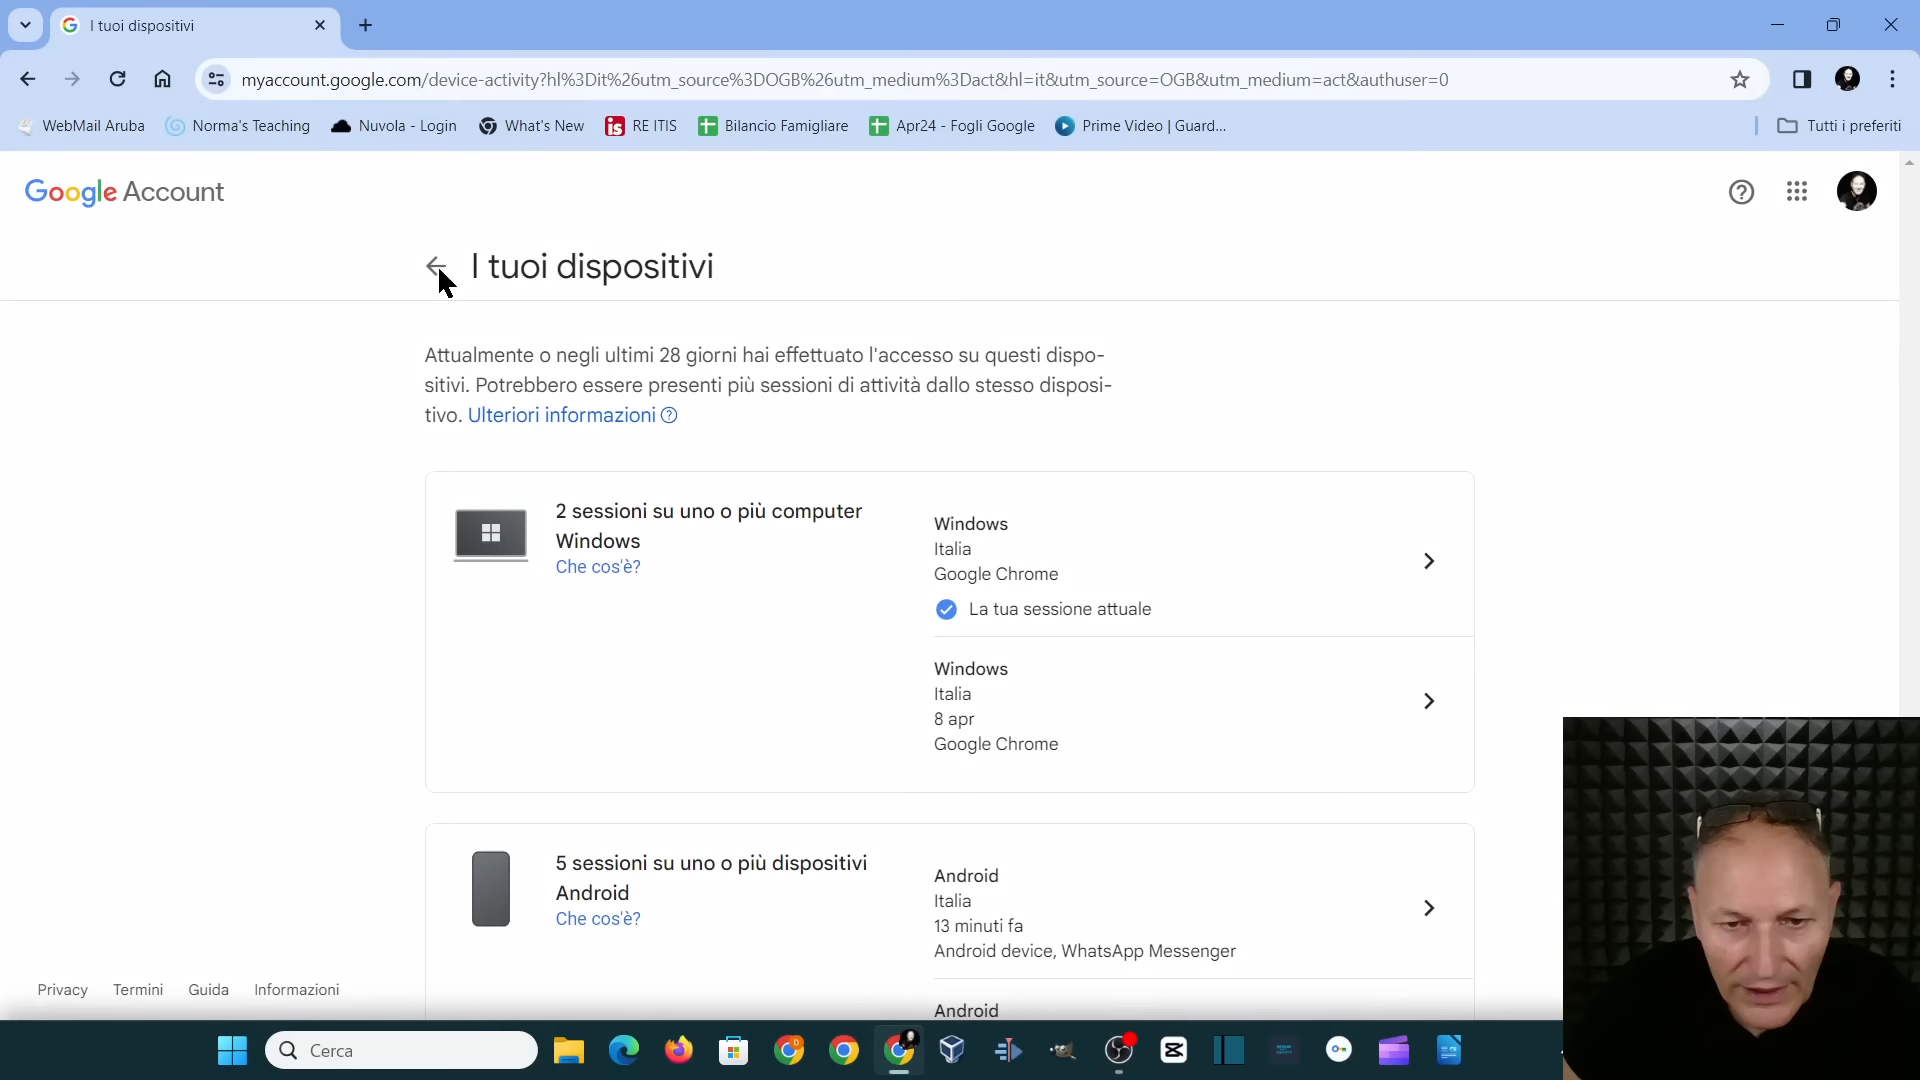 I tuoi dispositivi
myaccount.google.com/device-activity?hl%3Dit%26utm_source%3DOGB%26utm_medium%3Dact&hl=it&utm_source=OGB&utm_medium=act&authuser=0
WebMail Aruba
Norma's Teaching
Nuvola - Login
What's New
RE ITIS
Bilancio Famigliare
Apr24 - Fogli Google
Prime Video | Guard...
Tutti i preferiti
Google Account
I tuoi dispositivi
Attualmente o negli ultimi 28 giorni hai effettuato l'accesso su questi dispo-
sitivi. Potrebbero essere presenti più sessioni di attività dallo stesso disposi-
tivo. Ulteriori informazioni
2 sessioni su uno o più computer
Windows
Che cos'è?
Windows
Italia
Google Chrome
La tua sessione attuale
Windows
Italia
8 apr
Google Chrome
5 sessioni su uno o più dispositivi
Android
Che cos'è?
Android
Italia
13 minuti fa
Android device, WhatsApp Messenger
Android
Privacy
Termini
Guida
Informazioni
Cerca